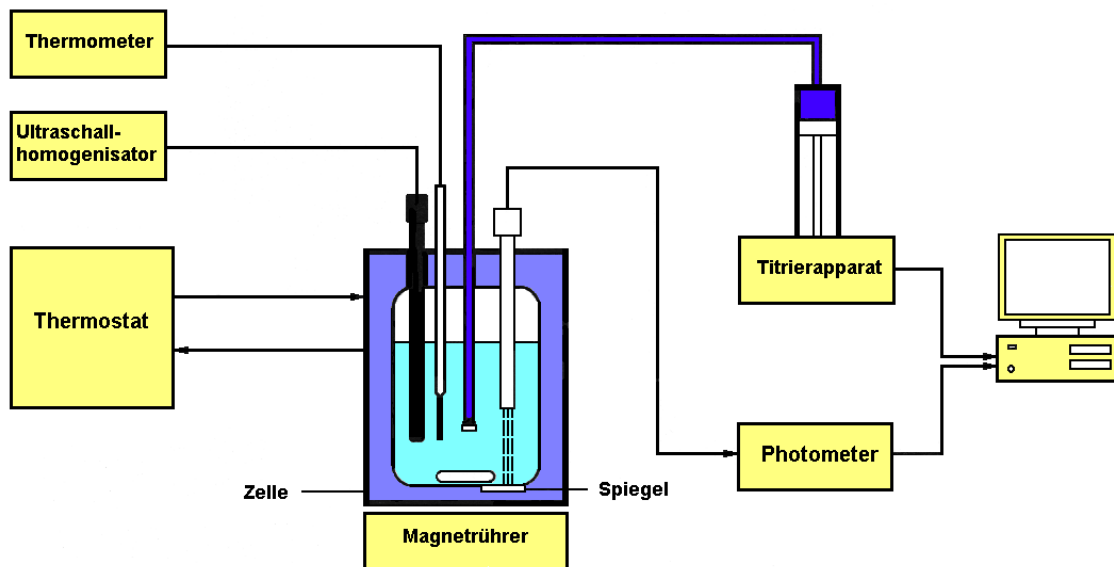 Thermometer
Ultraschall-
homogenisator
Thermostat
Titrierapparat
Photometer
Zelle
Spiegel
Magnetrührer